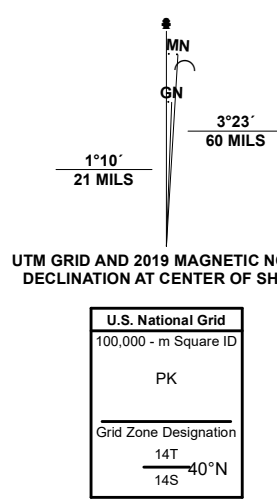 MN
GN
3°23´
60 MILS
1°10´
21 MILS
UTM GRID AND 2019 MAGNETIC N
DECLINATION AT CENTER OF SH
U.S. National Grid
100,000 - m Square ID
PK
Grid Zone Designation
14T
40°N
14S